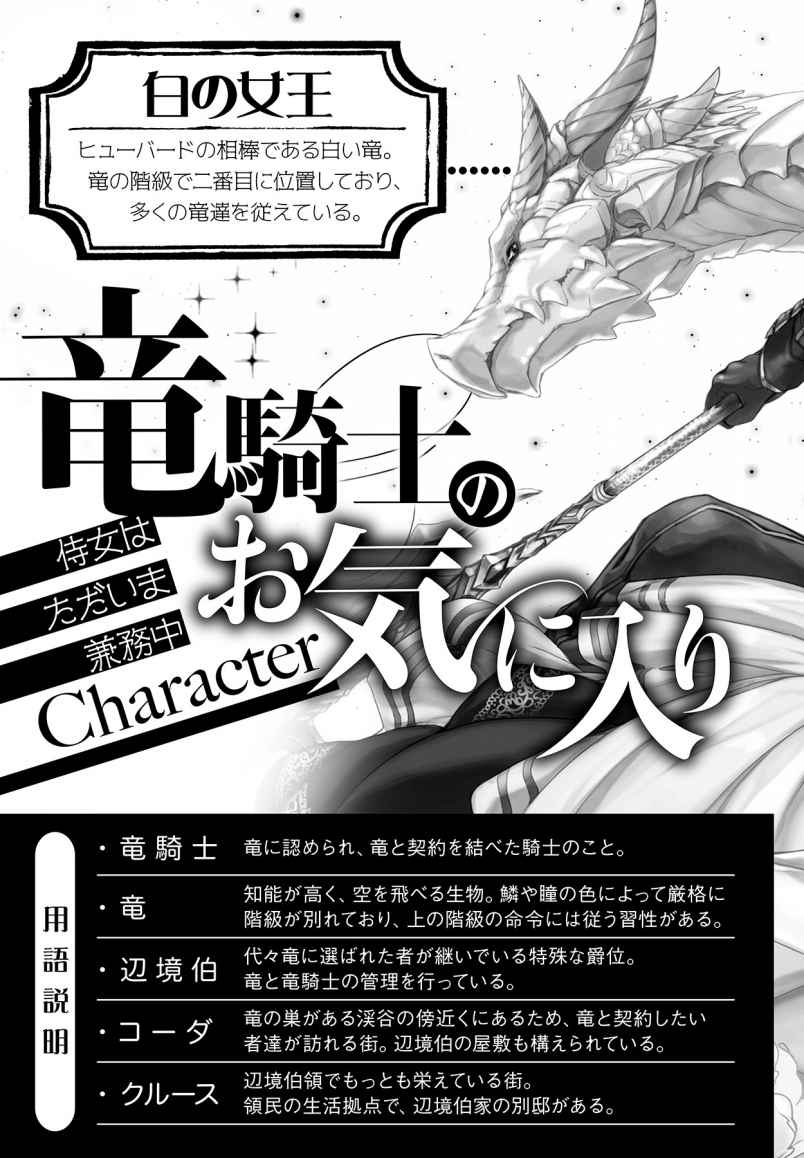 白の女王
ヒューバードの相棒である白い竜。
竜の階級で二番目に位置しており、
多くの竜達を従えている。
竜騎士の
お気に入り
侍女は
ただいま
兼務中
Character
用語説明
・竜騎士
竜に認められ、竜と契約を結べた騎士のこと。
・竜
知能が高く、空を飛べる生物。鱗や瞳の色によって厳格に
階級が別れており、上の階級の命令には従う習性がある。
・辺境伯
代々竜に選ばれた者が継いでいる特殊な爵位。
竜と竜騎士の管理を行っている。
・コーダ
竜の巣がある渓谷の傍近くにあるため、竜と契約したい
者達が訪れる街。辺境伯の屋敷も構えられている。
・クルース
辺境伯領でもっとも栄えている街。
領民の生活拠点で、辺境伯家の別邸がある。